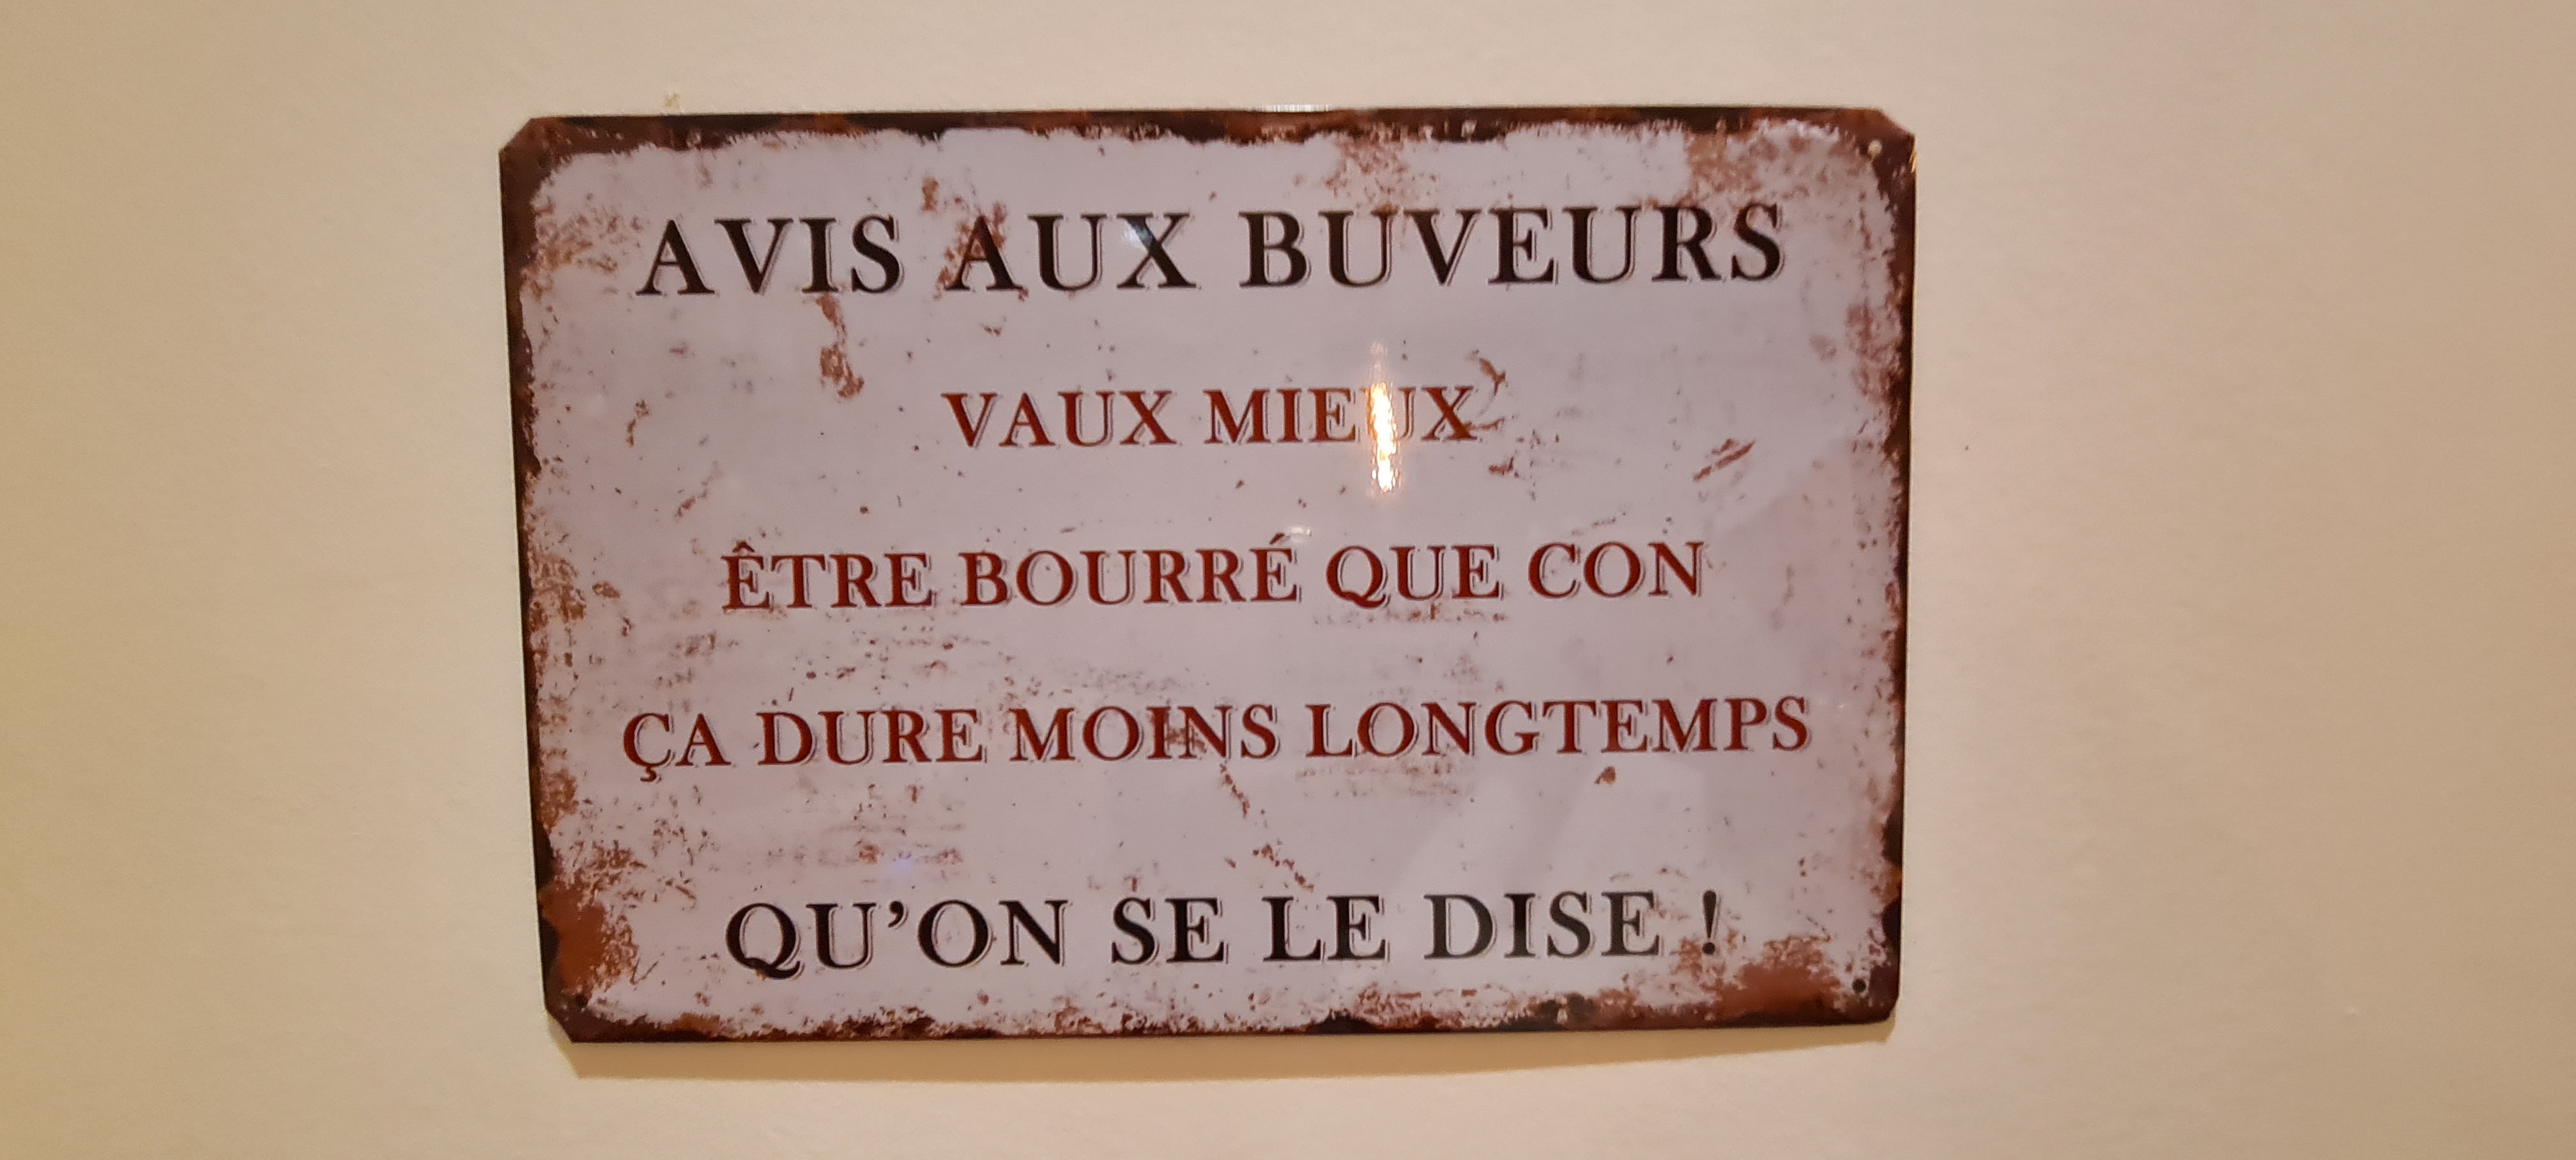 AVIS AUX BUVEURS
VAUX MIEUX
ÊTRE BOURRÉ QUE CON
ÇA DURE MOINS LONGTEMPS
QU'ON SE LE DISE !